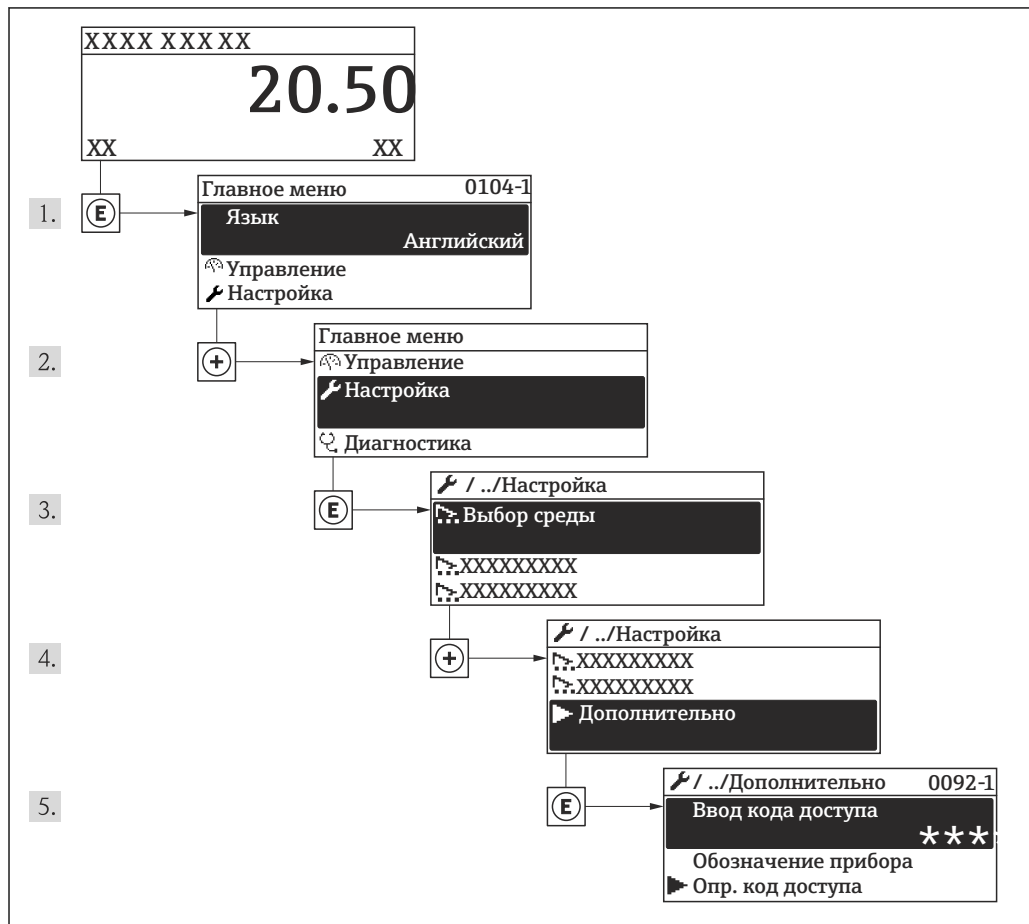 XXXX XXX XX
20.50
XX XX
1. E
Главное меню 0104-1
Язык
Английский
Управление
Настройка
2. +
Главное меню
Управление
Настройка
Диагностика
3. E
/ ../Настройка
Выбор среды
XXXXXXXXX
XXXXXXXXX
4. +
/ ../Настройка
XXXXXXXXX
XXXXXXXXX
Дополнительно
5. E
/ ../Дополнительно 0092-1
Ввод кода доступа
****
Обозначение прибора
Опр. код доступа